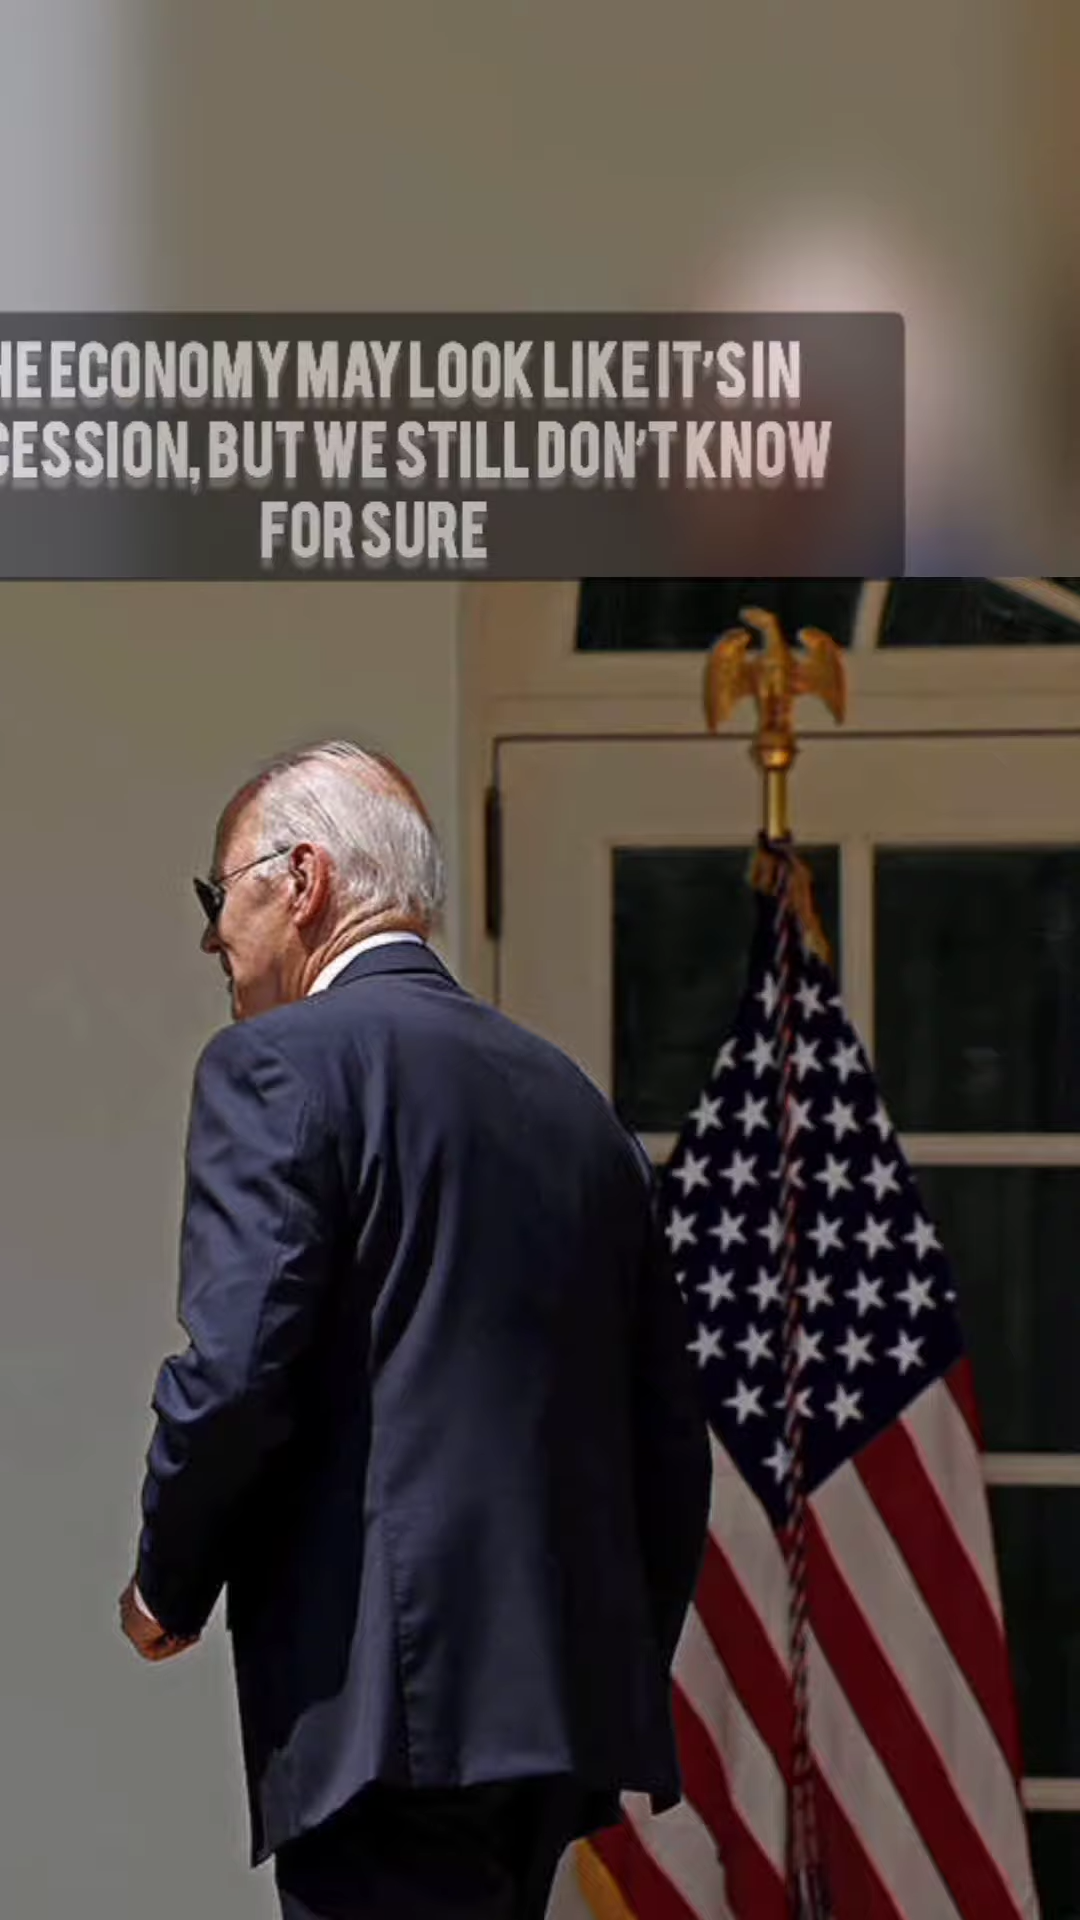 HE ECONOMY MAY LOOK LIKE IT'S IN
CESSION, BUT WE STILL DON'T KNOW
FOR SURE